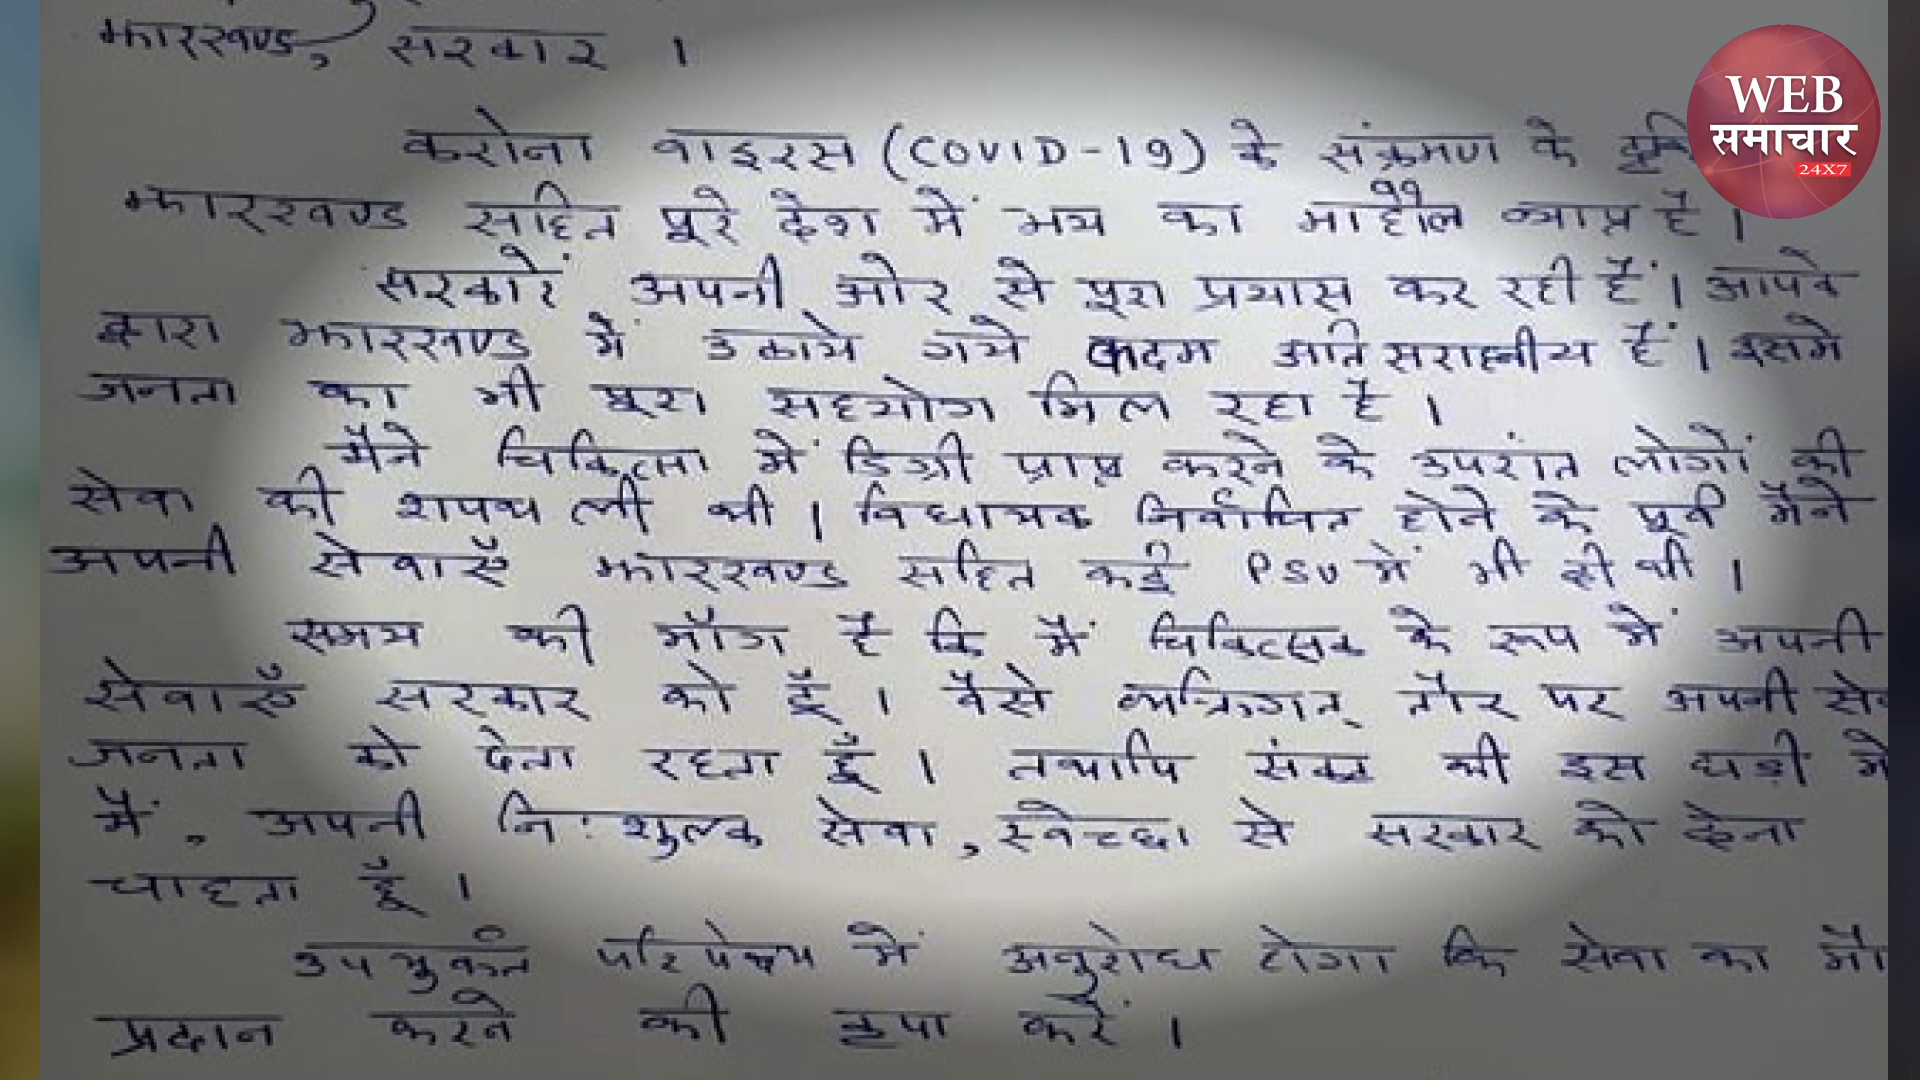 झारखण्ड, सरकार ।
करोना वाइरस (COVID-19) के संक्रमण के
झारखण्ड सहित पूरे देश में भय का माहौल व्याप्त है ।
सरकारें अपनी ओर से पूरा प्रयास कर रही हैं । आपके
द्वारा झारखण्ड में उठाये गये कदम अति सराहनीय हैं । इसमें
जनता का भी पूरा सहयोग मिल रहा है ।
मैंने चिकित्सा में डिग्री प्राप्त करने के उपरांत लोगों की
सेवा की शपथ ली थी । विधायक निर्वाचित होने के पूर्व मैंने
अपनी सेवाएँ झारखण्ड सहित कई PSU में भी दी थी ।
समय की माँग है कि मैं चिकित्सक के रूप में अपनी
सेवाएँ सरकार को दूँ । वैसे व्यक्तिगत् तौर पर अपनी
जनता को देता रहता हूँ । तथापि संकट की इस घड़ी
मैं, अपनी निःशुल्क सेवा, स्वेच्छा से सरकार को देना
चाहता हूँ ।
उपर्युक्त परिपेक्ष्य में अनुरोध होगा कि सेवा का
प्रदान करने की कृपा करें ।
WEB
समाचार
24X7